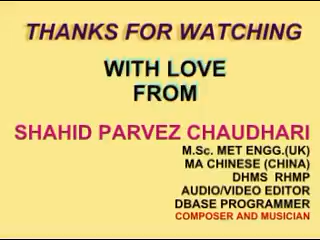 THANKS FOR WATCHING
WITH LOVE
FROM
SHAHID PARVEZ CHAUDHARI
M.Sc. MET ENGG.(UK)
MA CHINESE (CHINA)
DHMS RHMP
AUDIO/VIDEO EDITOR
DBASE PROGRAMMER
COMPOSER AND MUSICIAN